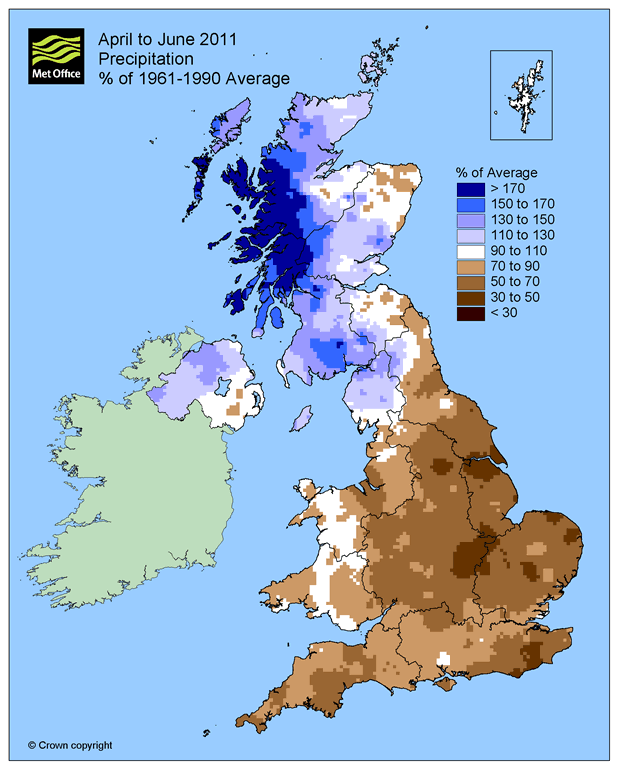 April to June 2011
Precipitation
% of 1961-1990 Average
Met Office
% of Average
> 170
150 to 170
130 to 150
110 to 130
90 to 110
70 to 90
50 to 70
30 to 50
< 30
© Crown copyright